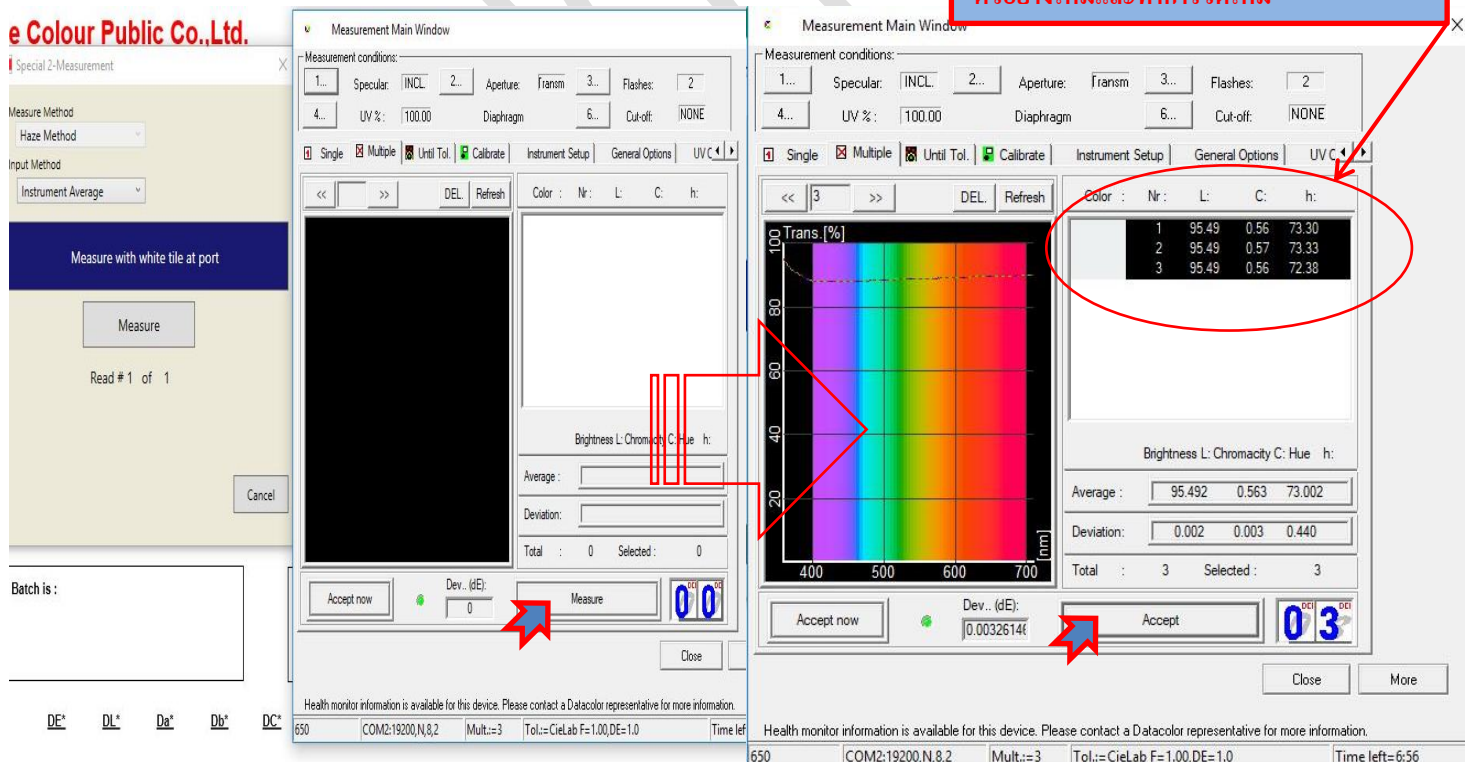 e Colour Public Co.,Ltd.
Special 2-Measurement
Measure Method
Haze Method
Input Method
Instrument Average
Measure with white tile at port
Measure
Read # 1 of 1
Cancel
Batch is :
DE* DL* Da* Db* DC*
Measurement Main Window
Measurement conditions:
1... Specular: INCL. 2... Aperture: Transm 3... Flashes: 2
4... UV % : 100.00 Diaphragm 6... Cut-off: NONE
Single Multiple Until Tol. Calibrate Instrument Setup General Options UV C
<< >> DEL. Refresh Color : Nr : L: C: h:
Brightness L: Chromacity C: Hue h:
Average :
Deviation:
Total : 0 Selected : 0
Accept now Dev.. (dE): 0 Measure 0 0
Close
Health monitor information is available for this device. Please contact a Datacolor representative for more information.
650 COM2:19200,N,8,2 Mult.:=3 Tol.:= CieLab F=1.00,DE=1.0 Time lef
Measurement Main Window
Measurement conditions:
1... Specular: INCL. 2... Aperture: Transm 3... Flashes: 2
4... UV % : 100.00 Diaphragm 6... Cut-off: NONE
Single Multiple Until Tol. Calibrate Instrument Setup General Options UV C
<< 3 >> DEL. Refresh Color : Nr : L: C: h:
Trans.[%]
100
80
60
40
20
400 500 600 700 [nm]
1 95.49 0.56 73.30
2 95.49 0.57 73.33
3 95.49 0.56 72.38
Brightness L: Chromacity C: Hue h:
Average : 95.492 0.563 73.002
Deviation: 0.002 0.003 0.440
Total : 3 Selected : 3
Accept now Dev.. (dE): 0.00326146 Accept 0 3
Close More
Health monitor information is available for this device. Please contact a Datacolor representative for more information.
650 COM2:19200,N,8,2 Mult.:=3 Tol.:= CieLab F=1.00,DE=1.0 Time left=6:56